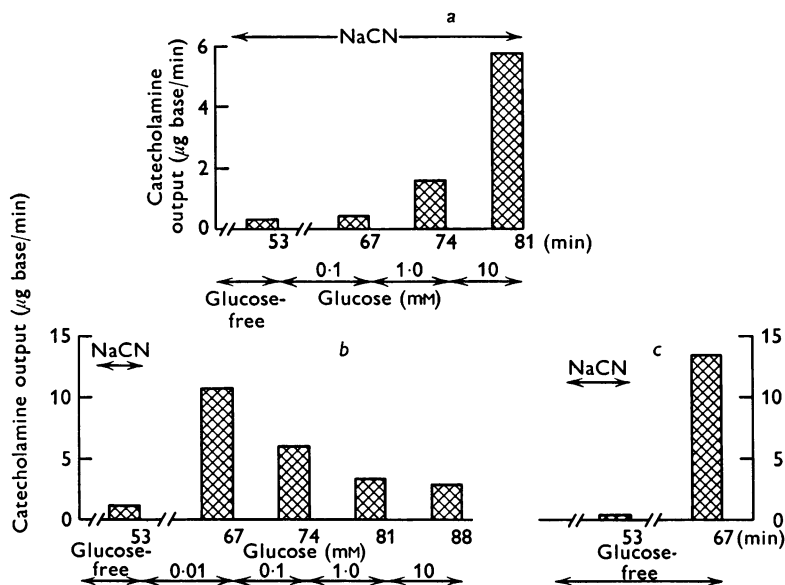 a
NaCN
Catecholamine output (μg base/min)
6
4
2
0
53 67 74 81 (min)
0·1 1·0 10
Glucose-free Glucose (mM)
Catecholamine output (μg base/min)
b
NaCN
15
10
5
0
53 67 74 81 88
Glucose-free Glucose (mM)
0·01 0·1 1·0 10
c
NaCN
15
10
5
0
53 67 (min)
Glucose-free